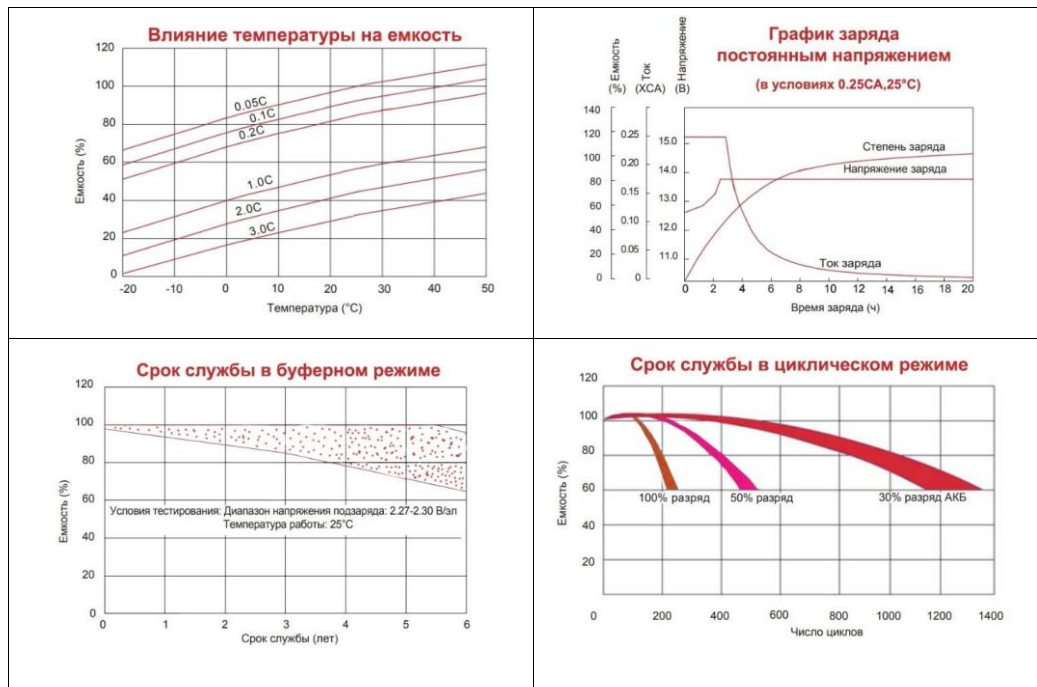 Влияние температуры на емкость
120
100
80
60
40
20
0
Емкость (%)
0.05C
0.1C
0.2C
1.0C
2.0C
3.0C
-20 -10 0 10 20 30 40 50
Температура (°C)
График заряда
постоянным напряжением
(в условиях 0.25CA,25°C)
Емкость (%)
Ток (XCA)
Напряжение (В)
140
120
100
80
60
40
20
0
0.25
0.20
0.15
0.10
0.05
0
15.0
14.0
13.0
12.0
11.0
Степень заряда
Напряжение заряда
Ток заряда
0 2 4 6 8 10 12 14 16 18 20
Время заряда (ч)
Срок службы в буферном режиме
120
100
80
60
40
20
0
Емкость (%)
Условия тестирования: Диапазон напряжения подзаряда: 2.27-2.30 В/эл
Температура работы: 25°C
0 1 2 3 4 5 6
Срок службы (лет)
Срок службы в циклическом режиме
120
100
80
60
40
20
Емкость (%)
100% разряд
50% разряд
30% разряд АКБ
0 200 400 600 800 1000 1200 1400
Число циклов